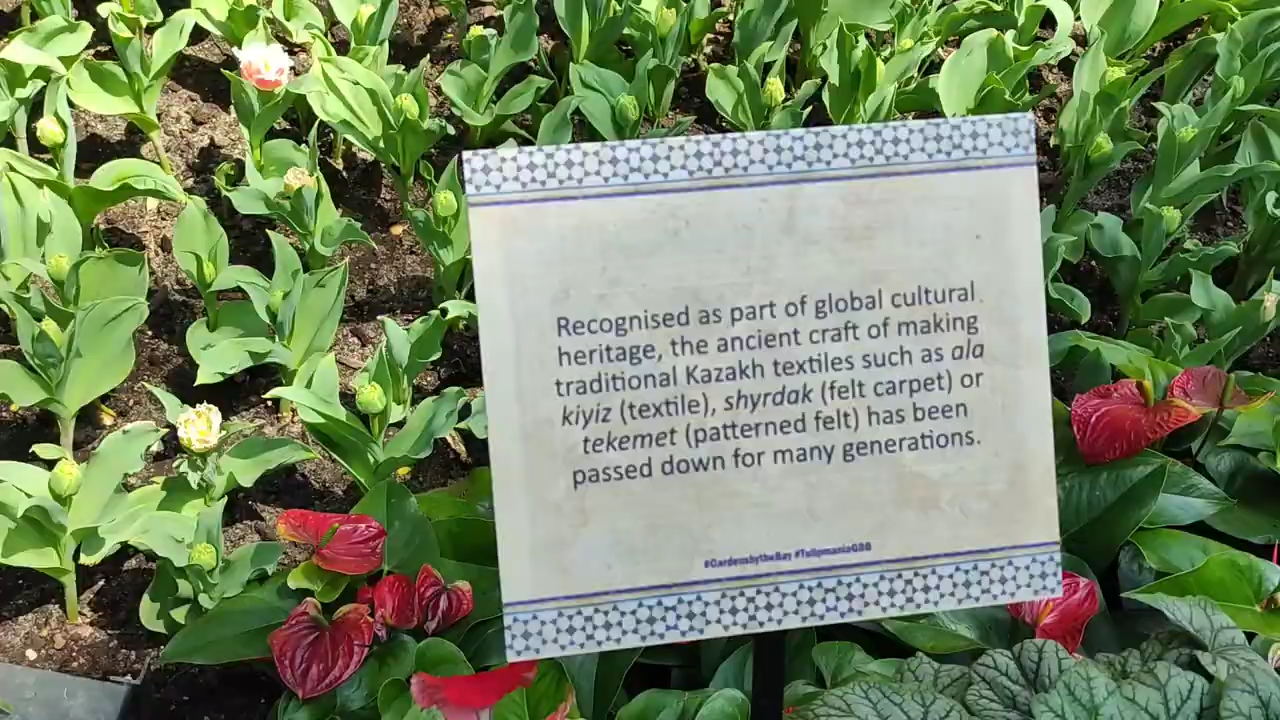 Recognised as part of global cultural
heritage, the ancient craft of making
traditional Kazakh textiles such as ala
kiyiz (textile), shyrdak (felt carpet) or
tekemet (patterned felt) has been
passed down for many generations.
#GardensbytheBay #TulipmaniaGBB